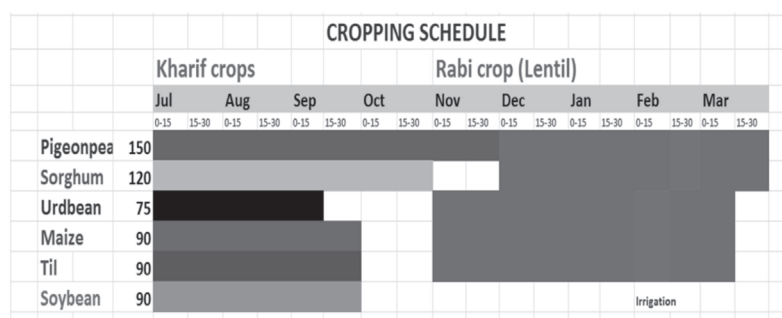 CROPPING SCHEDULE
Kharif crops Rabi crop (Lentil)
Jul Aug Sep Oct Nov Dec Jan Feb Mar
0-15 15-30 0-15 15-30 0-15 15-30 0-15 15-30 0-15 15-30 0-15 15-30 0-15 15-30 0-15 15-30 0-15 15-30
Pigeonpea 150
Sorghum 120
Urdbean 75
Maize 90
Til 90
Soybean 90 Irrigation